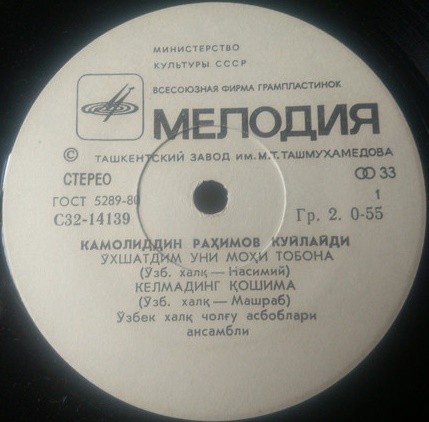 МИНИСТЕРСТВО
КУЛЬТУРЫ СССР
ВСЕСОЮЗНАЯ ФИРМА ГРАМПЛАСТИНОК
МЕЛОДИЯ
© ТАШКЕНТСКИЙ ЗАВОД ИМ. М.Т. ТАШМУХАМЕДОВА
СТЕРЕО 33
ГОСТ 5289-80 1
С32-14139 Гр. 2. 0-55
КАМОЛИДДИН РАҲИМОВ КУЙЛАЙДИ
ЎХШАТДИМ УНИ МОҲИ ТОБОНА
(Ўзб. халқ — Насимий)
КЕЛМАДИНГ ҚОШИМА
(Ўзб. халқ — Машраб)
Ўзбек халқ чолғу асбоблари
ансамбли